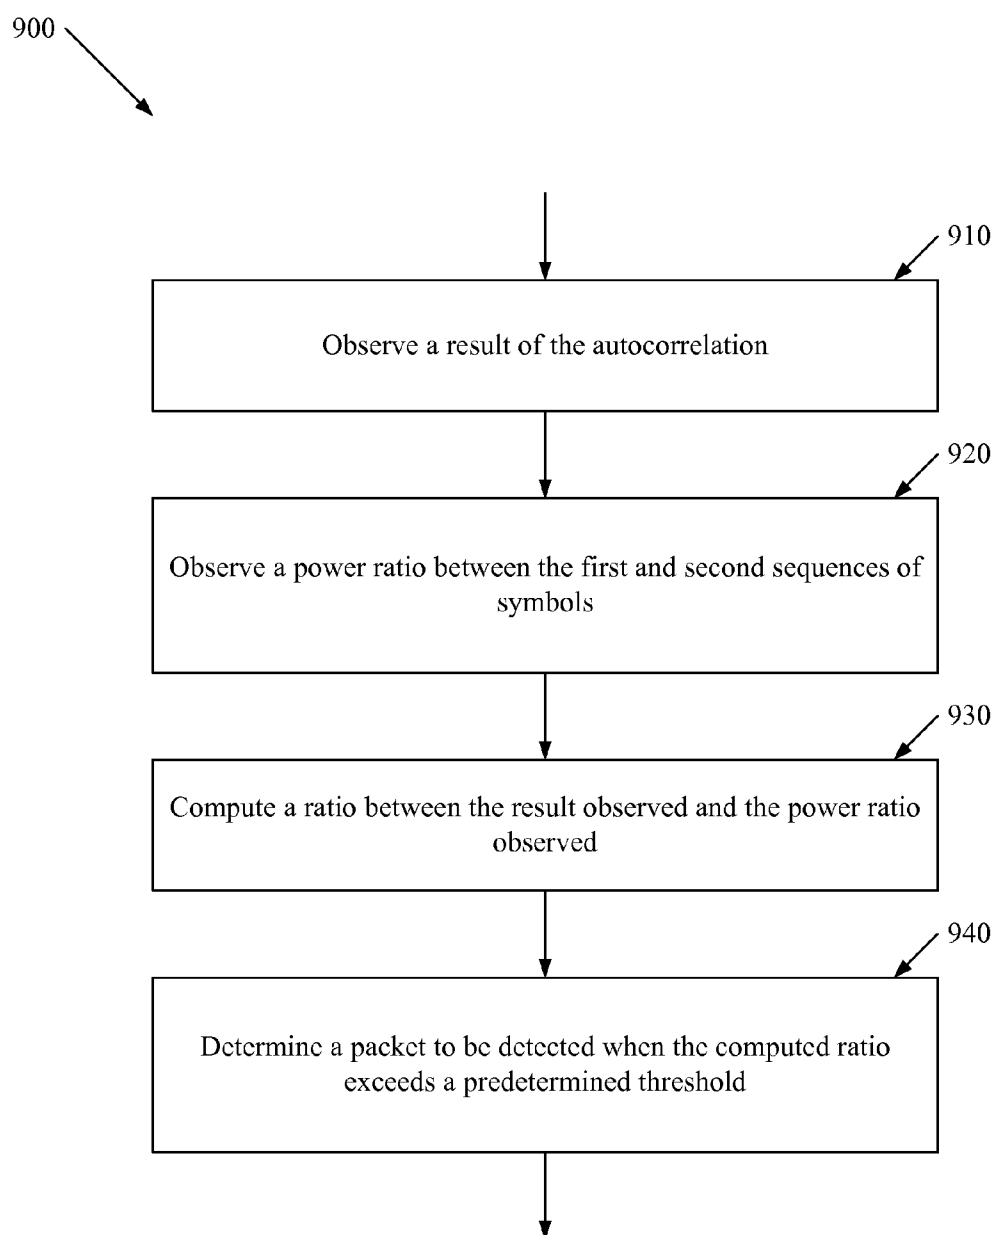 900
910
Observe a result of the autocorrelation
920
Observe a power ratio between the first and second sequences of
symbols
930
Compute a ratio between the result observed and the power ratio
observed
940
Determine a packet to be detected when the computed ratio
exceeds a predetermined threshold